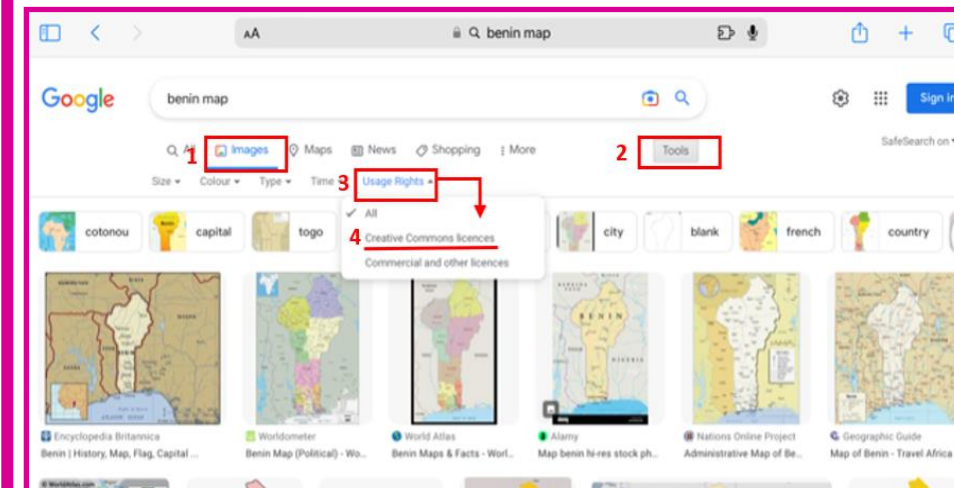 AA benin map
Google benin map Sign in
1 All Images Maps News Shopping More 2 Tools SafeSearch on
Size Colour Type Time 3 Usage Rights
All
4 Creative Commons licences
Commercial and other licences
cotonou capital togo city blank french country
BENIN
NIGERIA
Encyclopedia Britannica Worldometer World Atlas Alamy Nations Online Project Geographic Guide
Benin | History, Map, Flag, Capital ... Benin Map (Political) - Wo... Benin Maps & Facts - Worl... Map benin hi-res stock ph... Administrative Map of Be... Map of Benin - Travel Africa
© WorldAtlas.com